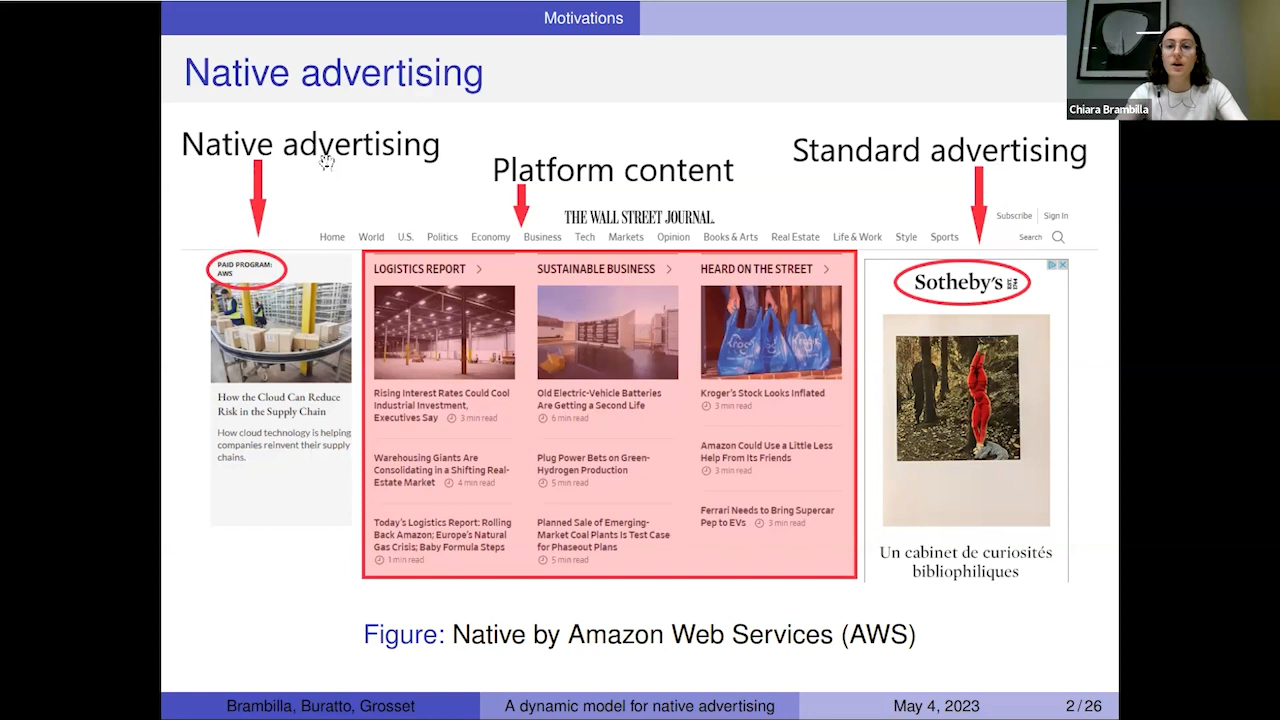 Motivations
Native advertising
Chiara Brambilla
Native advertising
Platform content
Standard advertising
THE WALL STREET JOURNAL.
Subscribe Sign In
Home World U.S. Politics Economy Business Tech Markets Opinion Books & Arts Real Estate Life & Work Style Sports Search
PAID PROGRAM:
AWS
How the Cloud Can Reduce
Risk in the Supply Chain
How cloud technology is helping
companies reinvent their supply
chains.
LOGISTICS REPORT
Rising Interest Rates Could Cool
Industrial Investment,
Executives Say 3 min read
Warehousing Giants Are
Consolidating in a Shifting Real-
Estate Market 4 min read
Today's Logistics Report: Rolling
Back Amazon; Europe's Natural
Gas Crisis; Baby Formula Steps
1 min read
SUSTAINABLE BUSINESS
Old Electric-Vehicle Batteries
Are Getting a Second Life
6 min read
Plug Power Bets on Green-
Hydrogen Production
5 min read
Planned Sale of Emerging-
Market Coal Plants Is Test Case
for Phaseout Plans
5 min read
HEARD ON THE STREET
Kroger's Stock Looks Inflated
3 min read
Amazon Could Use a Little Less
Help From Its Friends
3 min read
Ferrari Needs to Bring Supercar
Pep to EVs 3 min read
Sotheby's
Un cabinet de curiosités
bibliophiliques
Figure: Native by Amazon Web Services (AWS)
Brambilla, Buratto, Grosset A dynamic model for native advertising May 4, 2023 2/26